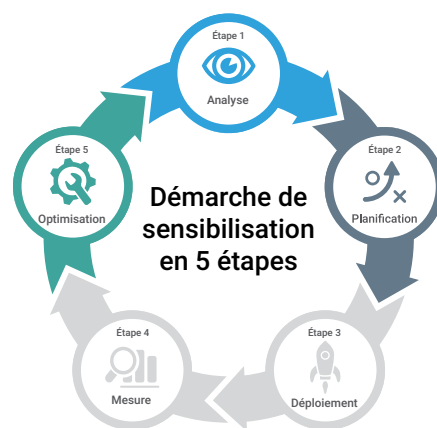 Étape 1
Analyse
Étape 2
Planification
Étape 3
Déploiement
Étape 4
Mesure
Étape 5
Optimisation
Démarche de
sensibilisation
en 5 étapes